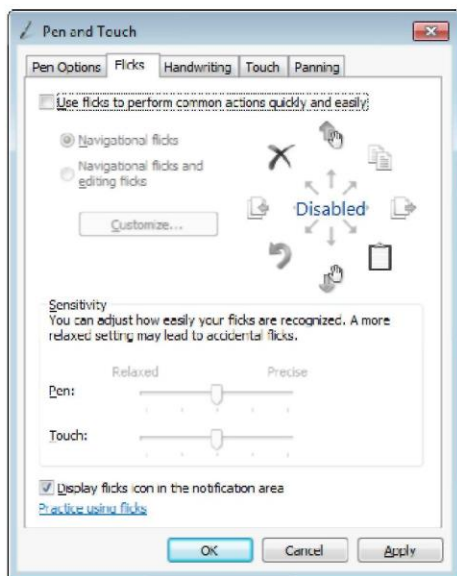 Pen and Touch
Pen Options Flicks Handwriting Touch Panning
Use flicks to perform common actions quickly and easily
Navigational flicks
Navigational flicks and
editing flicks
Customize...
Disabled
Sensitivity
You can adjust how easily your flicks are recognized. A more
relaxed setting may lead to accidental flicks.
Relaxed Precise
Pen:
Touch:
Display flicks icon in the notification area
Practice using flicks
OK Cancel Apply